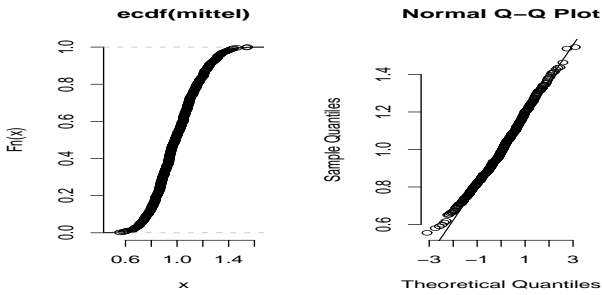 ecdf(mittel)
Fn(x)
1.0
0.8
0.6
0.4
0.2
0.0
0.6 1.0 1.4
x
Normal Q−Q Plot
Sample Quantiles
1.4
1.2
1.0
0.8
0.6
−3 −1 1 3
Theoretical Quantiles